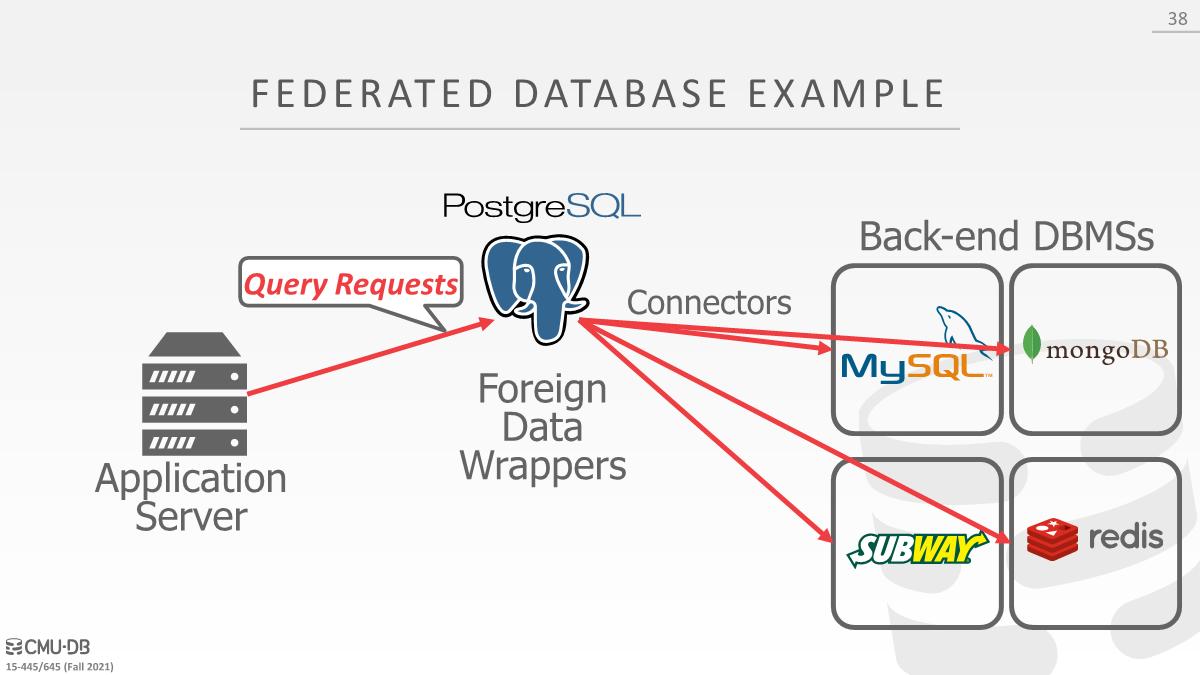 38
FEDERATED DATABASE EXAMPLE
PostgreSQL
Back-end DBMSs
Query Requests
Connectors
MySQL™
mongoDB
Foreign
Data
Wrappers
Application
Server
SUBWAY
redis
CMU·DB
15-445/645 (Fall 2021)